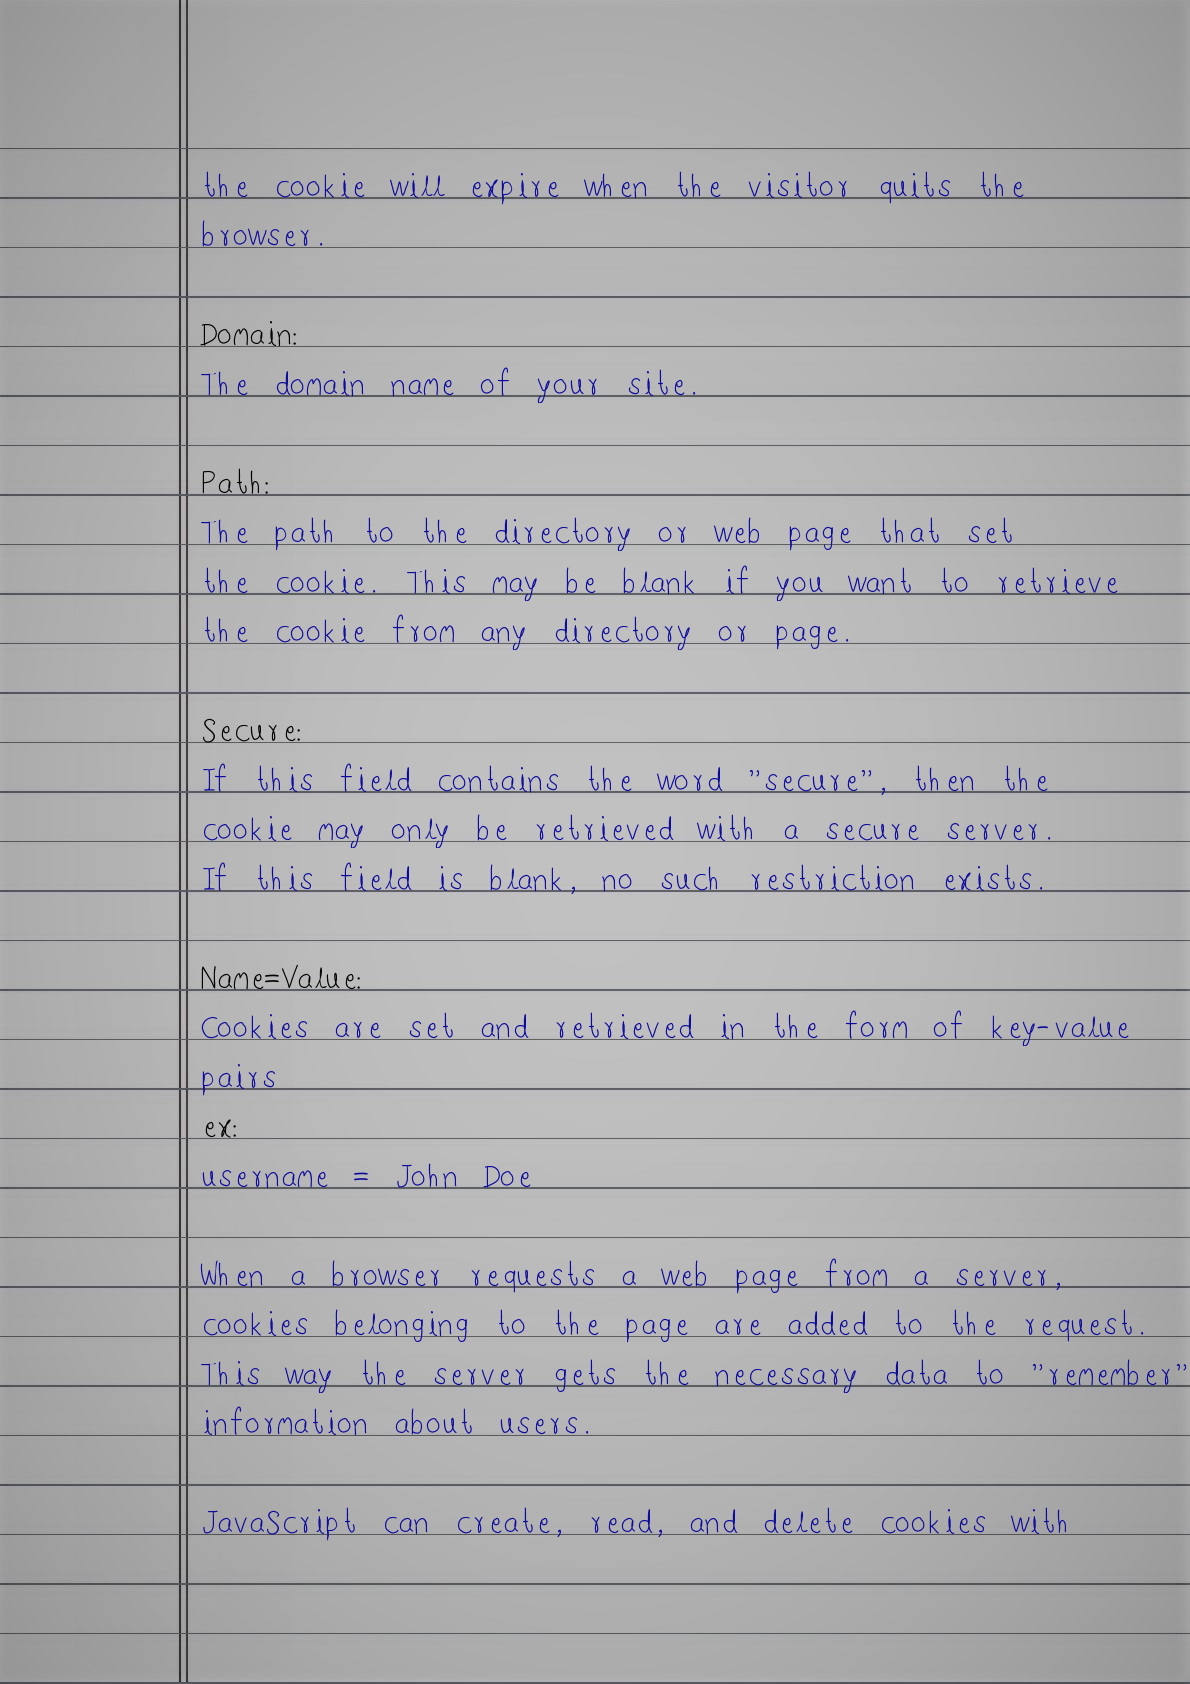 the cookie will expire when the visitor quits the
browser.
Domain:
The domain name of your site.
Path:
The path to the directory or web page that set
the cookie. This may be blank if you want to retrieve
the cookie from any directory or page.
Secure:
If this field contains the word "secure", then the
cookie may only be retrieved with a secure server.
If this field is blank, no such restriction exists.
Name=Value:
Cookies are set and retrieved in the form of key-value
pairs
ex:
username = John Doe
When a browser requests a web page from a server,
cookies belonging to the page are added to the request.
This way the server gets the necessary data to "remember"
information about users.
JavaScript can create, read, and delete cookies with